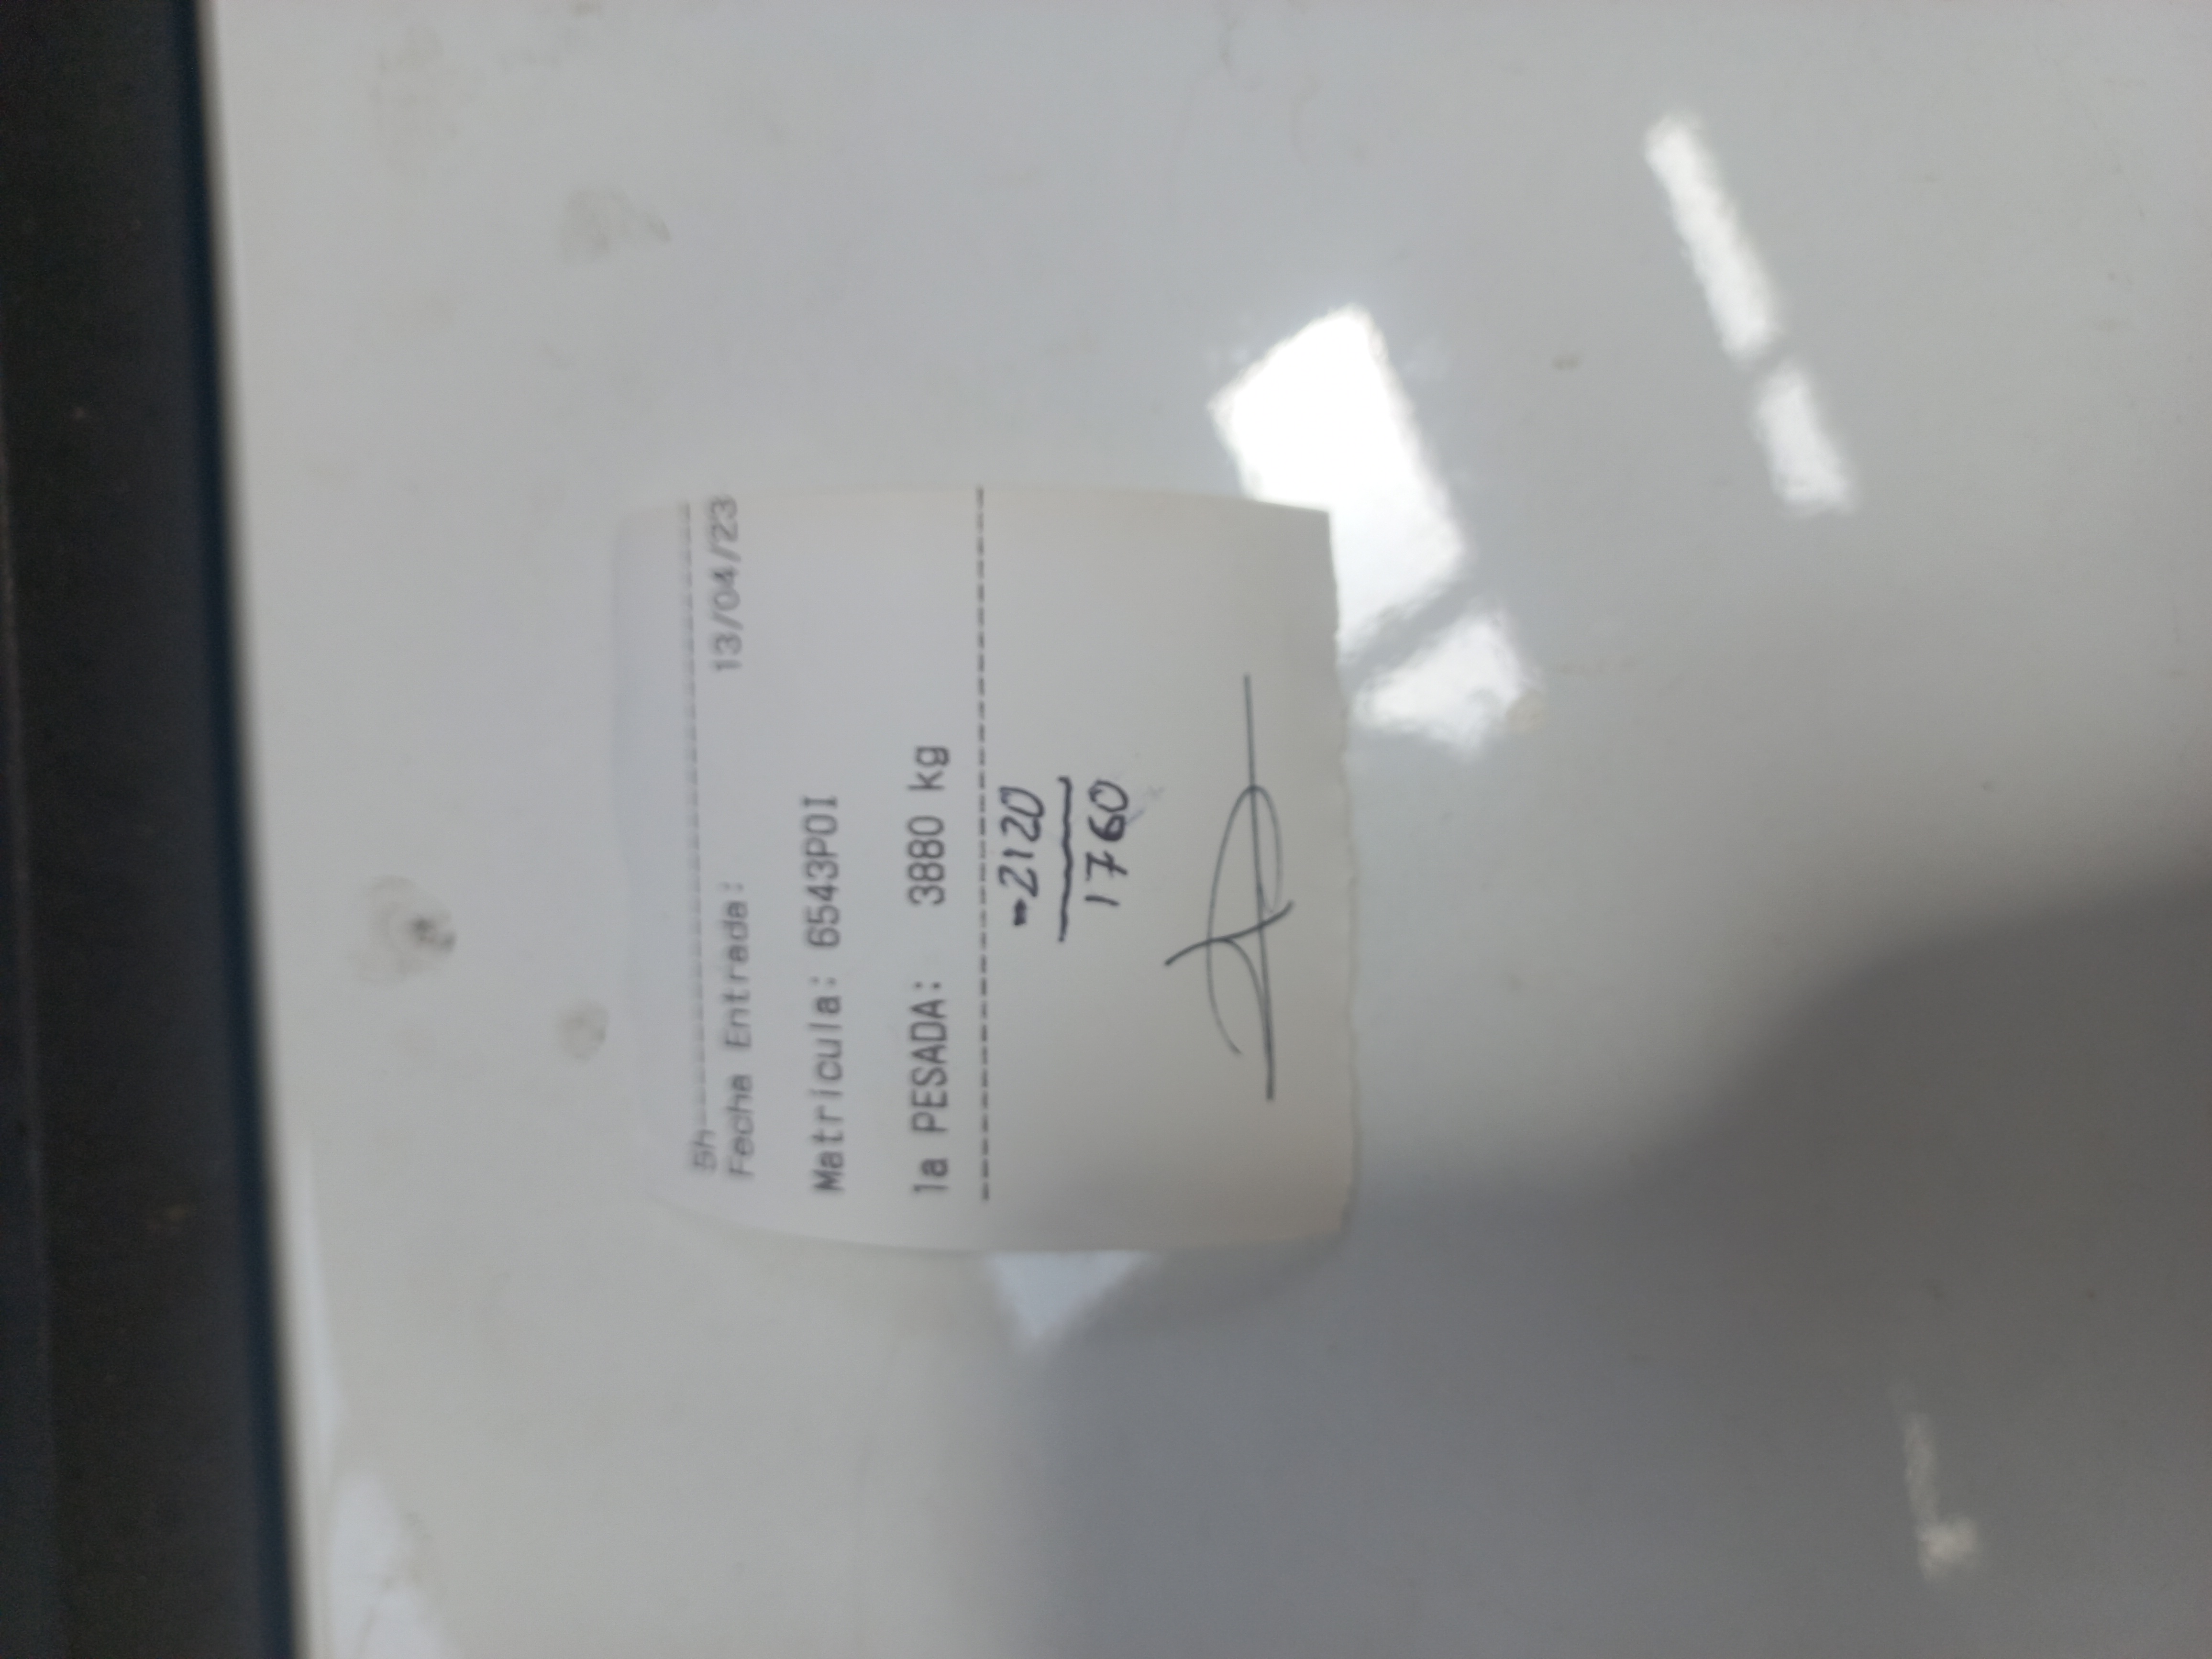 Fecha Entrada: 13/04/23
Matricula: 6543POI
1a PESADA: 3880 kg
-2120
1760